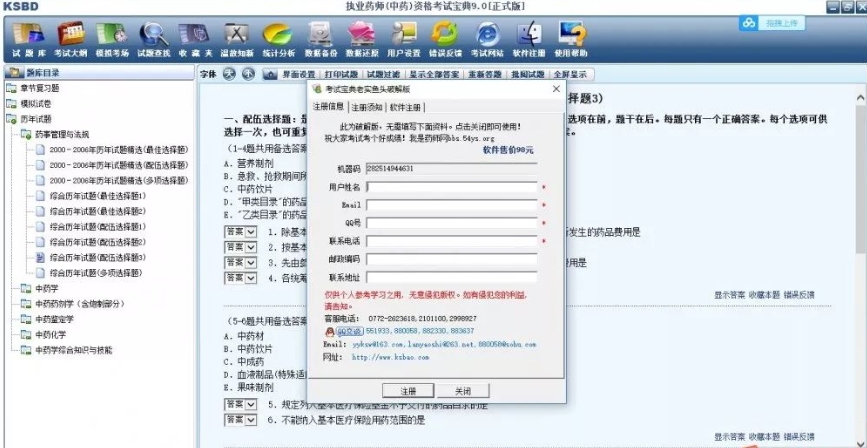 KSBD
执业药师(中药)资格考试宝典9.0[正式版]
拖拽上传
试 题 库 考试大纲 模拟考场 试题查找 收 藏 夹 温故知新 统计分析 数据备份 数据还原 用户设置 错误反馈 考试网站 软件注册 使用帮助
题库目录
字体 界面设置 打印试题 试题过滤 显示全部答案 重新答题 批阅试题 全屏显示
章节复习题
模拟试卷
历年试题
药事管理与法规
2000-2006年历年试题精选(最佳选择题)
2000-2006年历年试题精选(配伍选择题)
2000-2006年历年试题精选(多项选择题)
综合历年试题(最佳选择题1)
综合历年试题(最佳选择题2)
综合历年试题(配伍选择题1)
综合历年试题(配伍选择题2)
综合历年试题(配伍选择题3)
综合历年试题(多项选择题)
中药学
中药药剂学(含炮制部分)
中药鉴定学
中药化学
中药学综合知识与技能
择题3)
一、配伍选择题:是
选项在前,题干在后。每题只有一个正确答案。每个选项可供
选择一次,也可重复
(1-4题共用备选答案
A. 营养制剂
B. 急救、抢救期间所
C. 中药饮片
D. "甲类目录"的药品
E. "乙类目录"的药品
答案 1. 除基本
所发生的药品费用是
答案 2. 按基本
答案 3. 先由参
费用是
答案 4. 各统筹
显示答案 收藏本题 错误反馈
(5-6题共用备选答案
A. 中药材
B. 中药饮片
C. 中成药
D. 血液制品(特殊适
E. 果味制剂
答案 5. 规定列入基本医疗保险基金不予支付的药品目录的是
答案 6. 不能纳入基本医疗保险用药范围的是
显示答案 收藏本题 错误反馈
考试宝典老实鱼头破解版
注册信息 注册须知 软件注册
此为破解版,无需填写下面资料。点击关闭即可使用!
祝大家考试考个好成绩!我是药师网bbs.54ys.org
软件售价98元
机器码 282514944631
用户姓名 *
Email *
QQ号 *
联系电话 *
邮政编码
联系地址
仅供个人参考学习之用,无意侵犯版权。如有侵犯您的利益,
请告知。
客服电话: 0772-2623618,2101100,2998927
QQ交谈 551933,880058,882330,883637
Email: yyksw@163.com,lanyaoshi@263.net,880058@sohu.com
网址: http://www.ksbao.com
注册 关闭